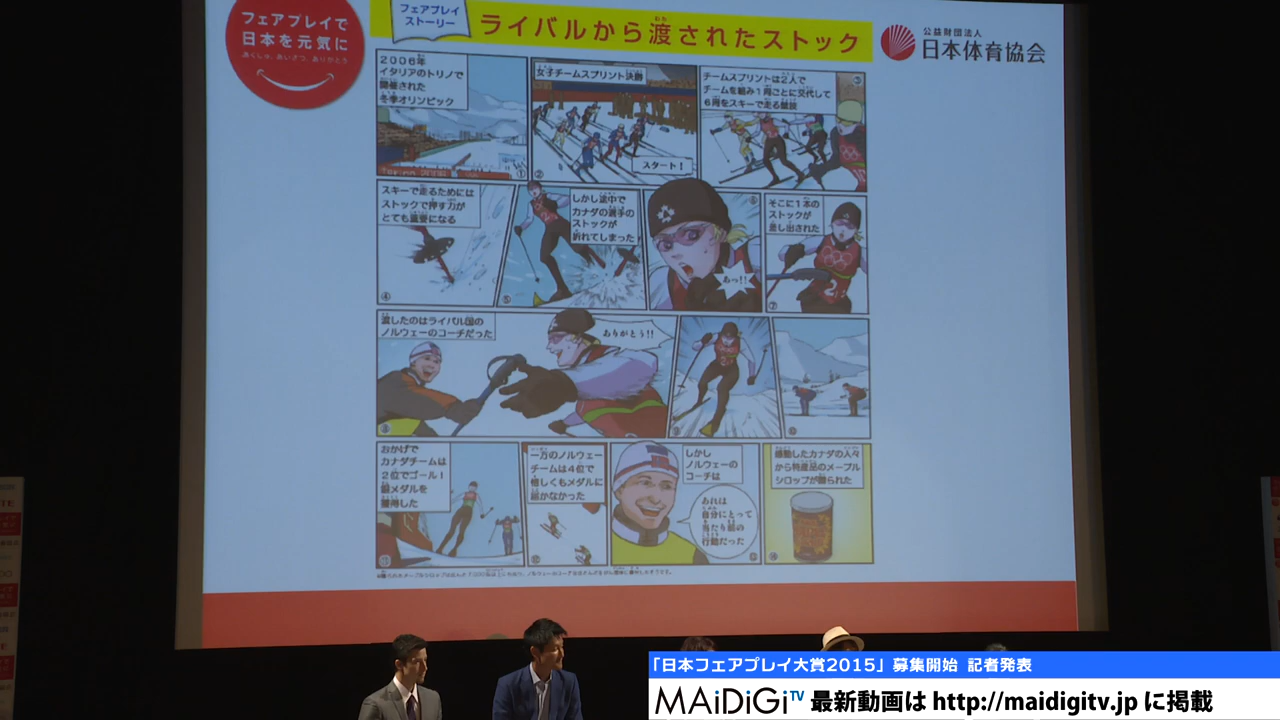 フェアプレイで
日本を元気に
あくしゅ、あいさつ、ありがとう
フェアプレイ
ストーリー
ライバルから渡されたストック
公益財団法人
日本体育協会
2006年
イタリアのトリノで
開催された
冬季オリンピック
女子チームスプリント決勝
スタート!
チームスプリントは2人で
チームを組み1周ごとに交代して
6周をスキーで走る競技
スキーで走るためには
ストックで押す力が
とても重要になる
しかし途中で
カナダの選手の
ストックが
折れてしまった
あっ!!
そこに1本の
ストックが
差し出された
渡したのはライバル国の
ノルウェーのコーチだった
ありがとう!!
おかげで
カナダチームは
2位でゴール!
銀メダルを
獲得した
一方のノルウェー
チームは4位で
惜しくもメダルに
届かなかった
しかし
ノルウェーの
コーチは
あれは
自分にとって
当たり前の
行動だった
感動したカナダの人々
から特産品のメープル
シロップが贈られた
「日本フェアプレイ大賞2015」募集開始 記者発表
MAiDiGiTV 最新動画は http://maidigitv.jp に掲載